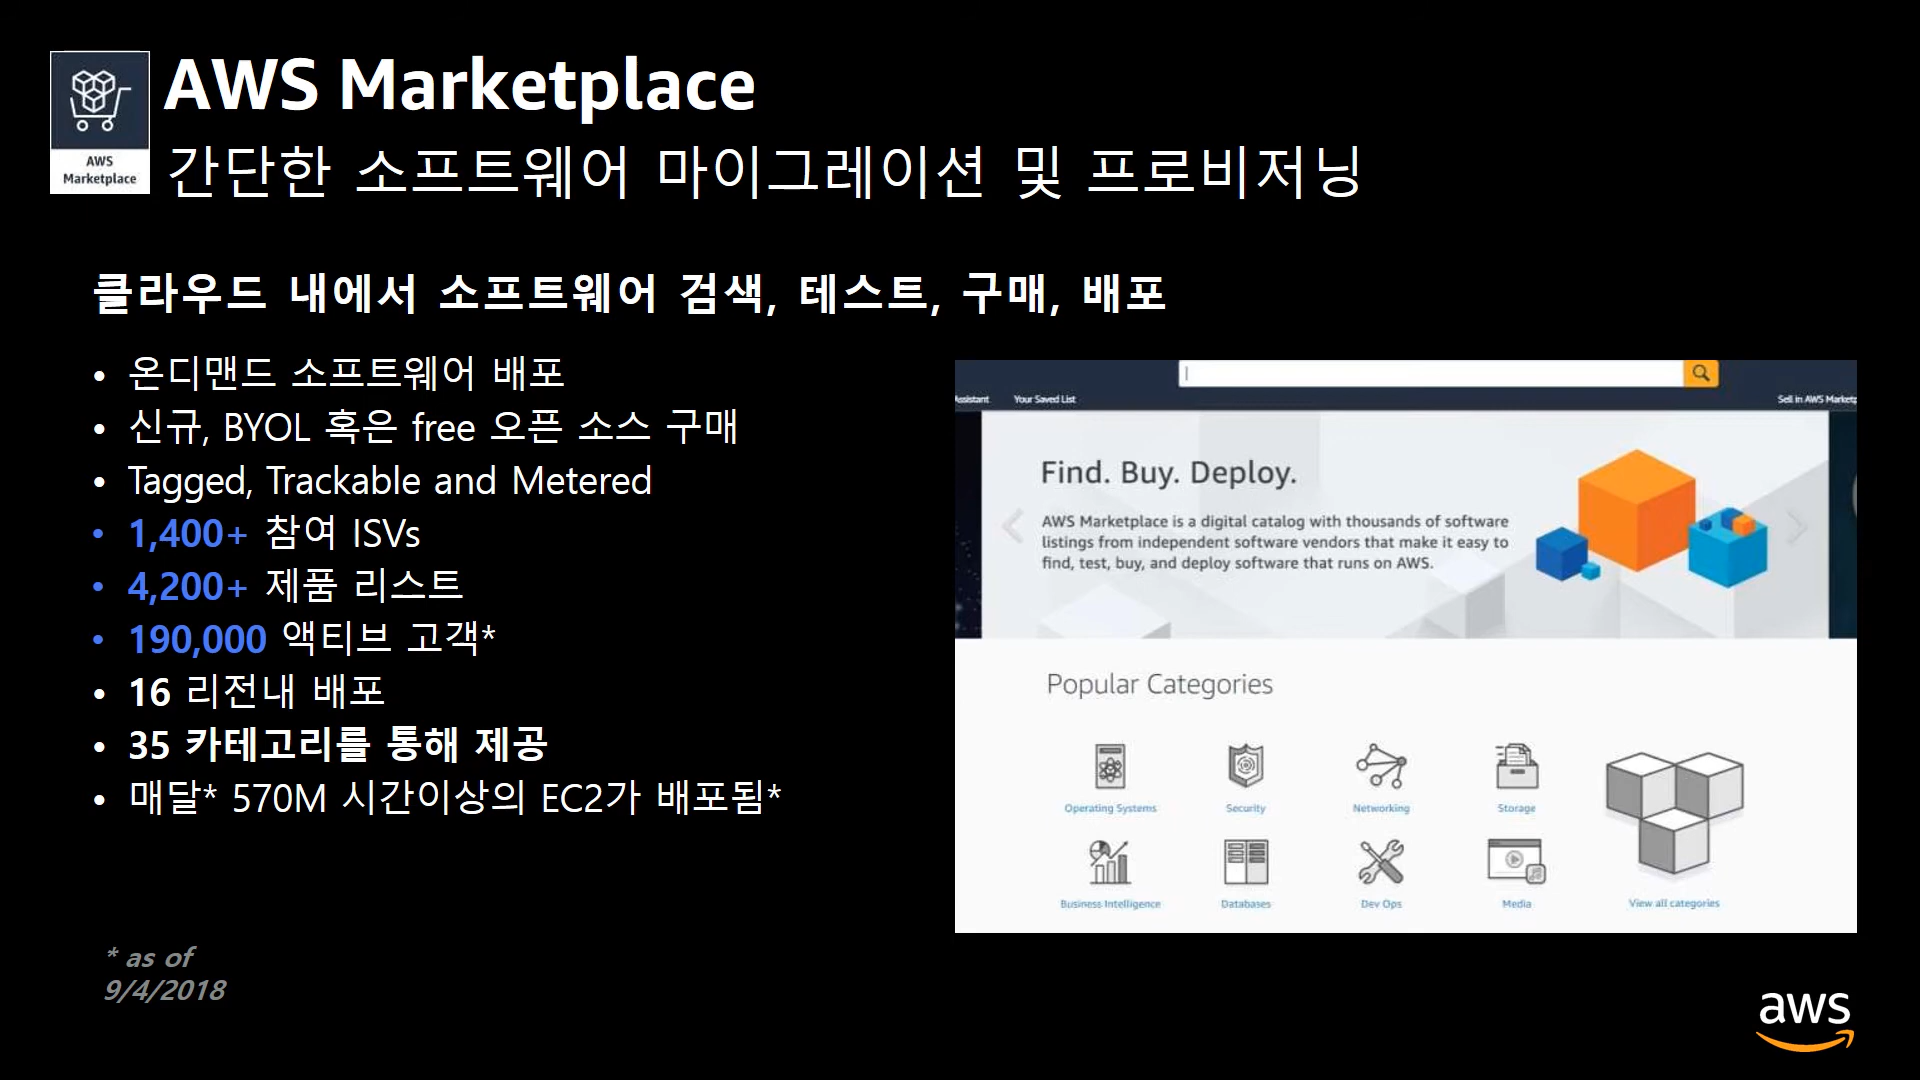 AWS Marketplace
AWS
Marketplace
간단한 소프트웨어 마이그레이션 및 프로비저닝
클라우드 내에서 소프트웨어 검색, 테스트, 구매, 배포
• 온디맨드 소프트웨어 배포
• 신규, BYOL 혹은 free 오픈 소스 구매
• Tagged, Trackable and Metered
• 1,400+ 참여 ISVs
• 4,200+ 제품 리스트
• 190,000 액티브 고객*
• 16 리전내 배포
• 35 카테고리를 통해 제공
• 매달* 570M 시간이상의 EC2가 배포됨*
* as of
9/4/2018
Assistant Your Saved List Sell in AWS Marketp
Find. Buy. Deploy.
AWS Marketplace is a digital catalog with thousands of software
listings from independent software vendors that make it easy to
find, test, buy, and deploy software that runs on AWS.
Popular Categories
Operating Systems Security Networking Storage
Business Intelligence Databases Dev Ops Media View all categories
aws